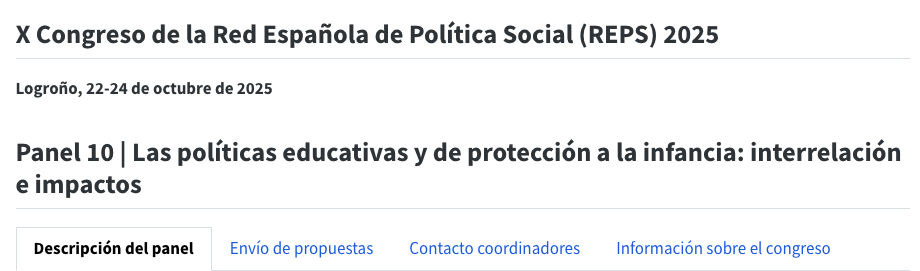 X Congreso de la Red Española de Política Social (REPS) 2025
Logroño, 22-24 de octubre de 2025
Panel 10 | Las políticas educativas y de protección a la infancia: interrelación
e impactos
Descripción del panel Envío de propuestas Contacto coordinadores Información sobre el congreso